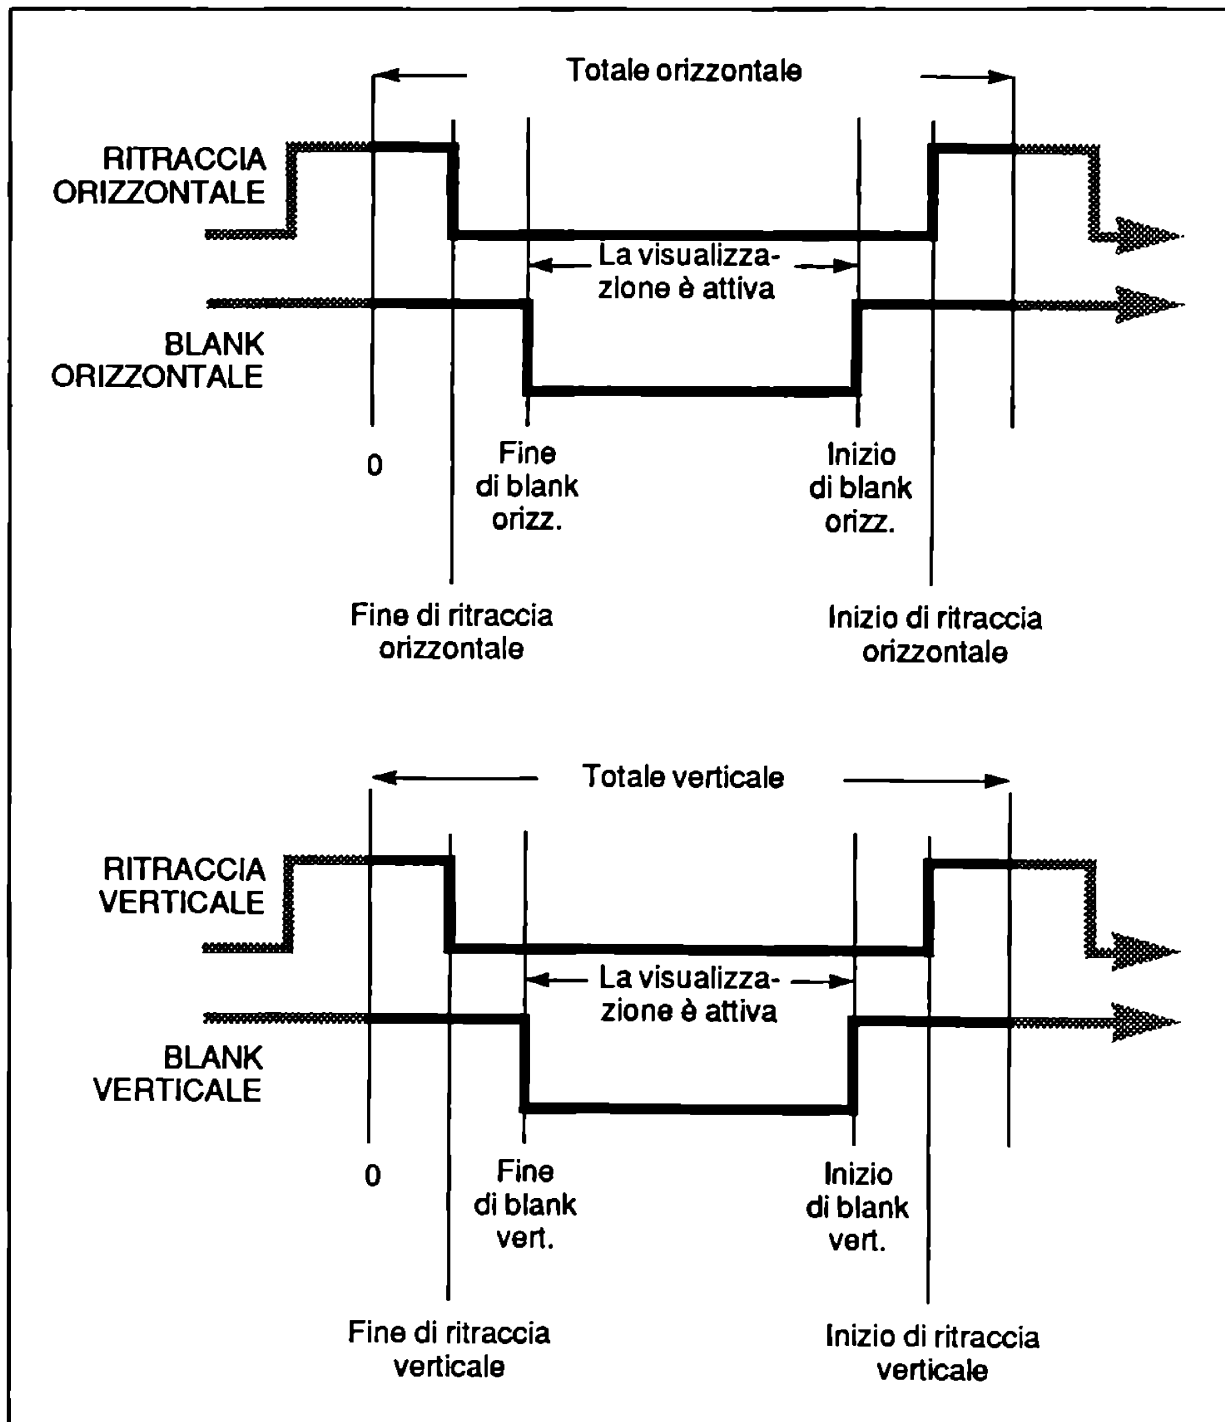 Totale orizzontale
RITRACCIA
ORIZZONTALE
La visualizza-
zione è attiva
BLANK
ORIZZONTALE
0
Fine
di blank
orizz.
Inizio
di blank
orizz.
Fine di ritraccia
orizzontale
Inizio di ritraccia
orizzontale
Totale verticale
RITRACCIA
VERTICALE
La visualizza-
zione è attiva
BLANK
VERTICALE
0
Fine
di blank
vert.
Inizio
di blank
vert.
Fine di ritraccia
verticale
Inizio di ritraccia
verticale